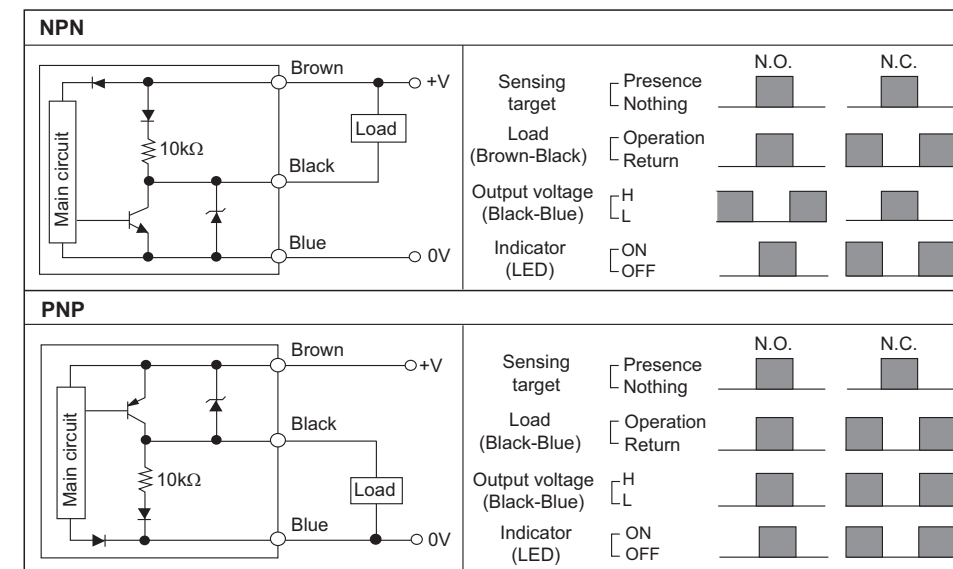 NPN
Main circuit
10kΩ
Brown
+V
Load
Black
Blue
0V
N.O.
N.C.
Sensing
target
Presence
Nothing
Load
(Brown-Black)
Operation
Return
Output voltage
(Black-Blue)
H
L
Indicator
(LED)
ON
OFF
PNP
Main circuit
10kΩ
Brown
+V
Black
Load
Blue
0V
N.O.
N.C.
Sensing
target
Presence
Nothing
Load
(Black-Blue)
Operation
Return
Output voltage
(Black-Blue)
H
L
Indicator
(LED)
ON
OFF